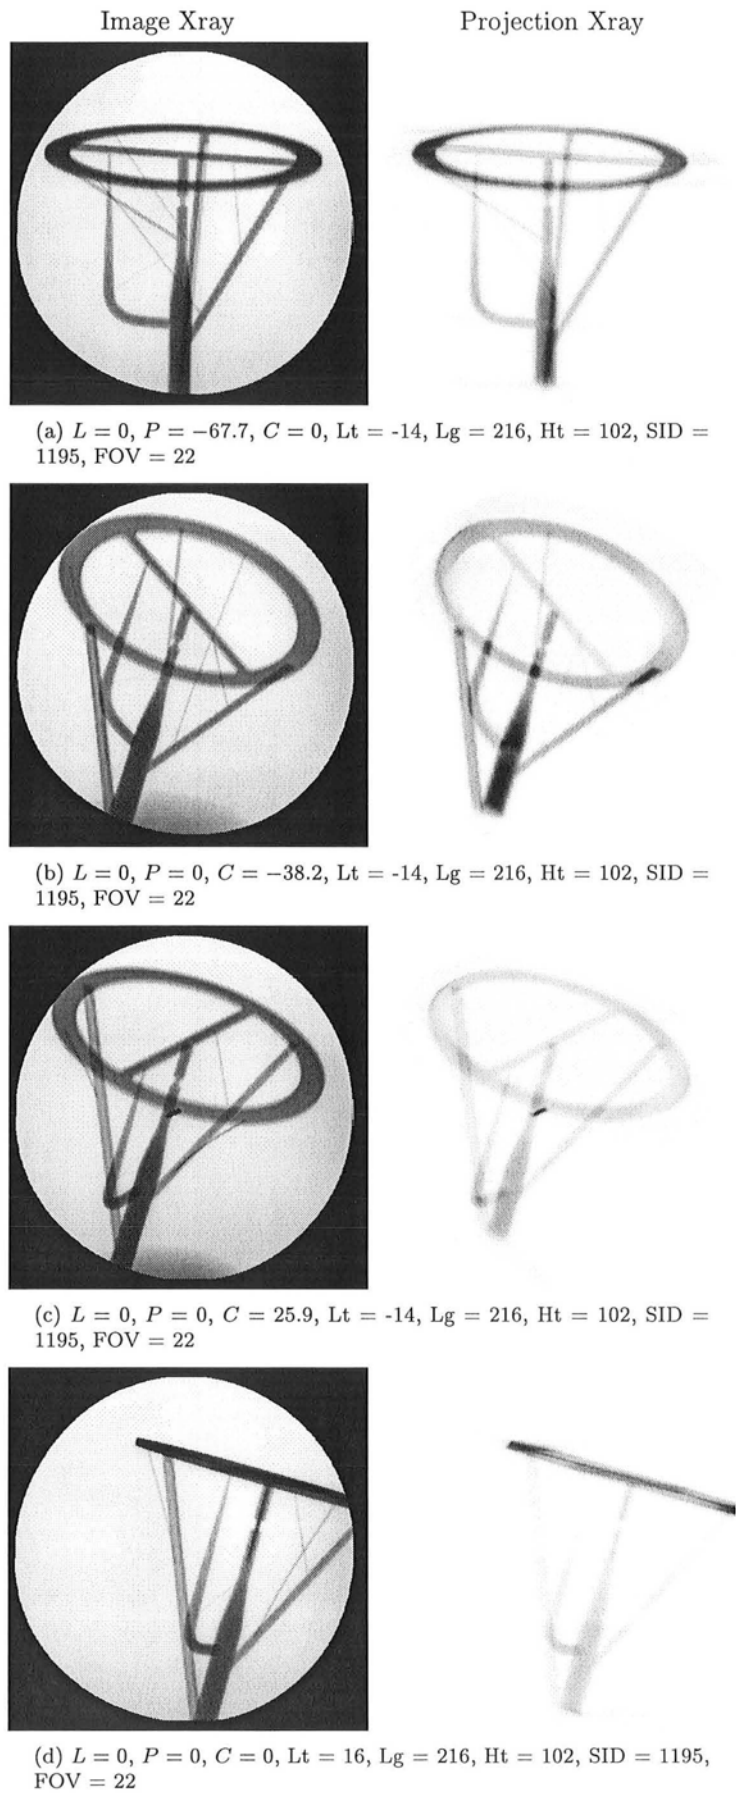 Image Xray
Projection Xray
(a) L = 0, P = −67.7, C = 0, Lt = -14, Lg = 216, Ht = 102, SID =
1195, FOV = 22
(b) L = 0, P = 0, C = −38.2, Lt = -14, Lg = 216, Ht = 102, SID =
1195, FOV = 22
(c) L = 0, P = 0, C = 25.9, Lt = -14, Lg = 216, Ht = 102, SID =
1195, FOV = 22
(d) L = 0, P = 0, C = 0, Lt = 16, Lg = 216, Ht = 102, SID = 1195,
FOV = 22